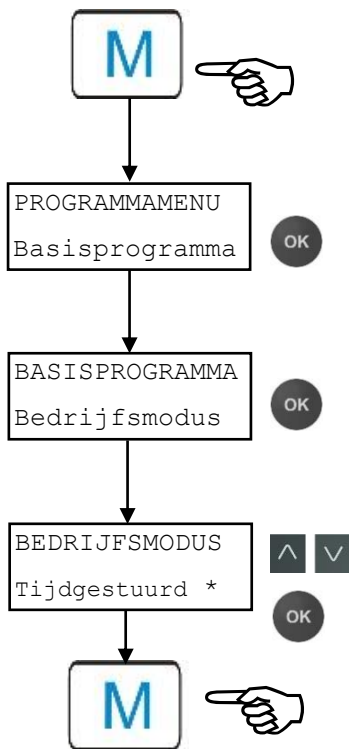 M
PROGRAMMAMENU
Basisprogramma
OK
BASISPROGRAMMA
Bedrijfsmodus
OK
BEDRIJFSMODUS
Tijdgestuurd *
OK
M